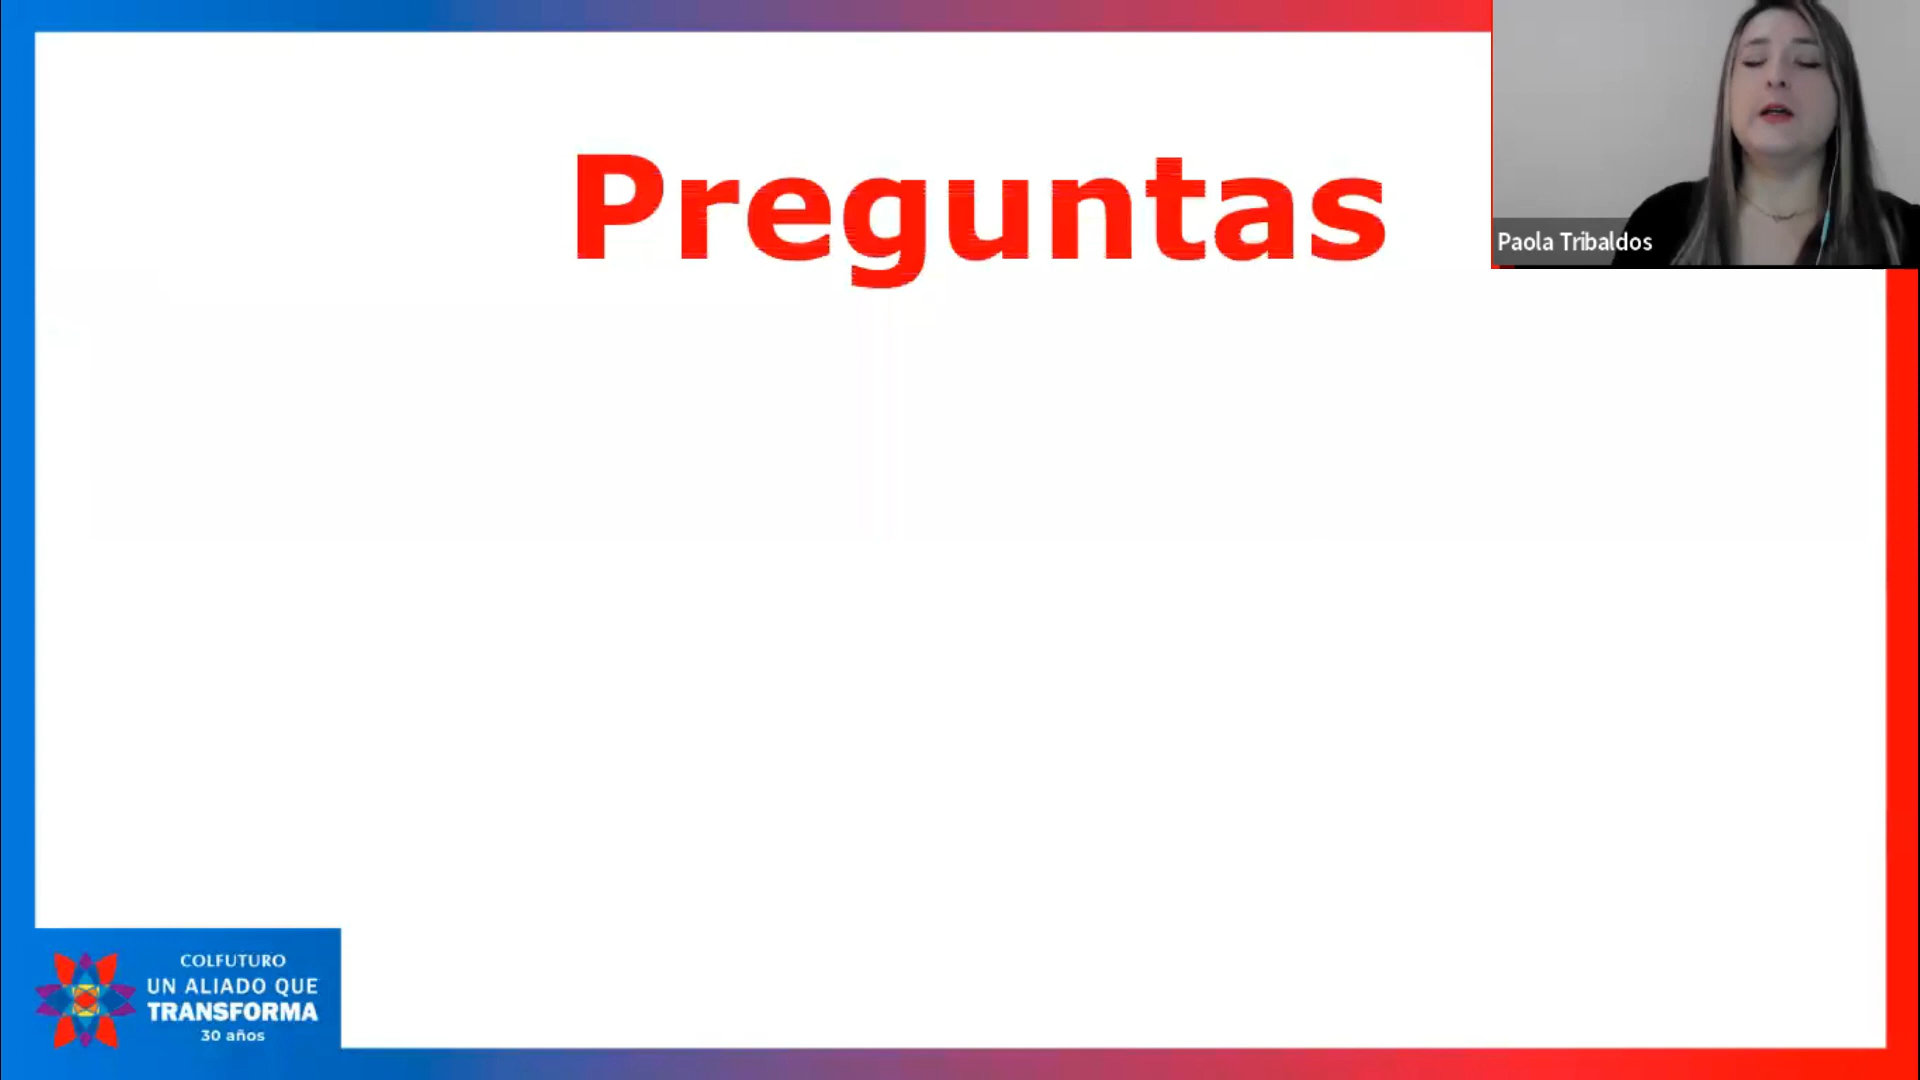 Preguntas
Paola Tribaldos
COLFUTURO
UN ALIADO QUE
TRANSFORMA
30 años